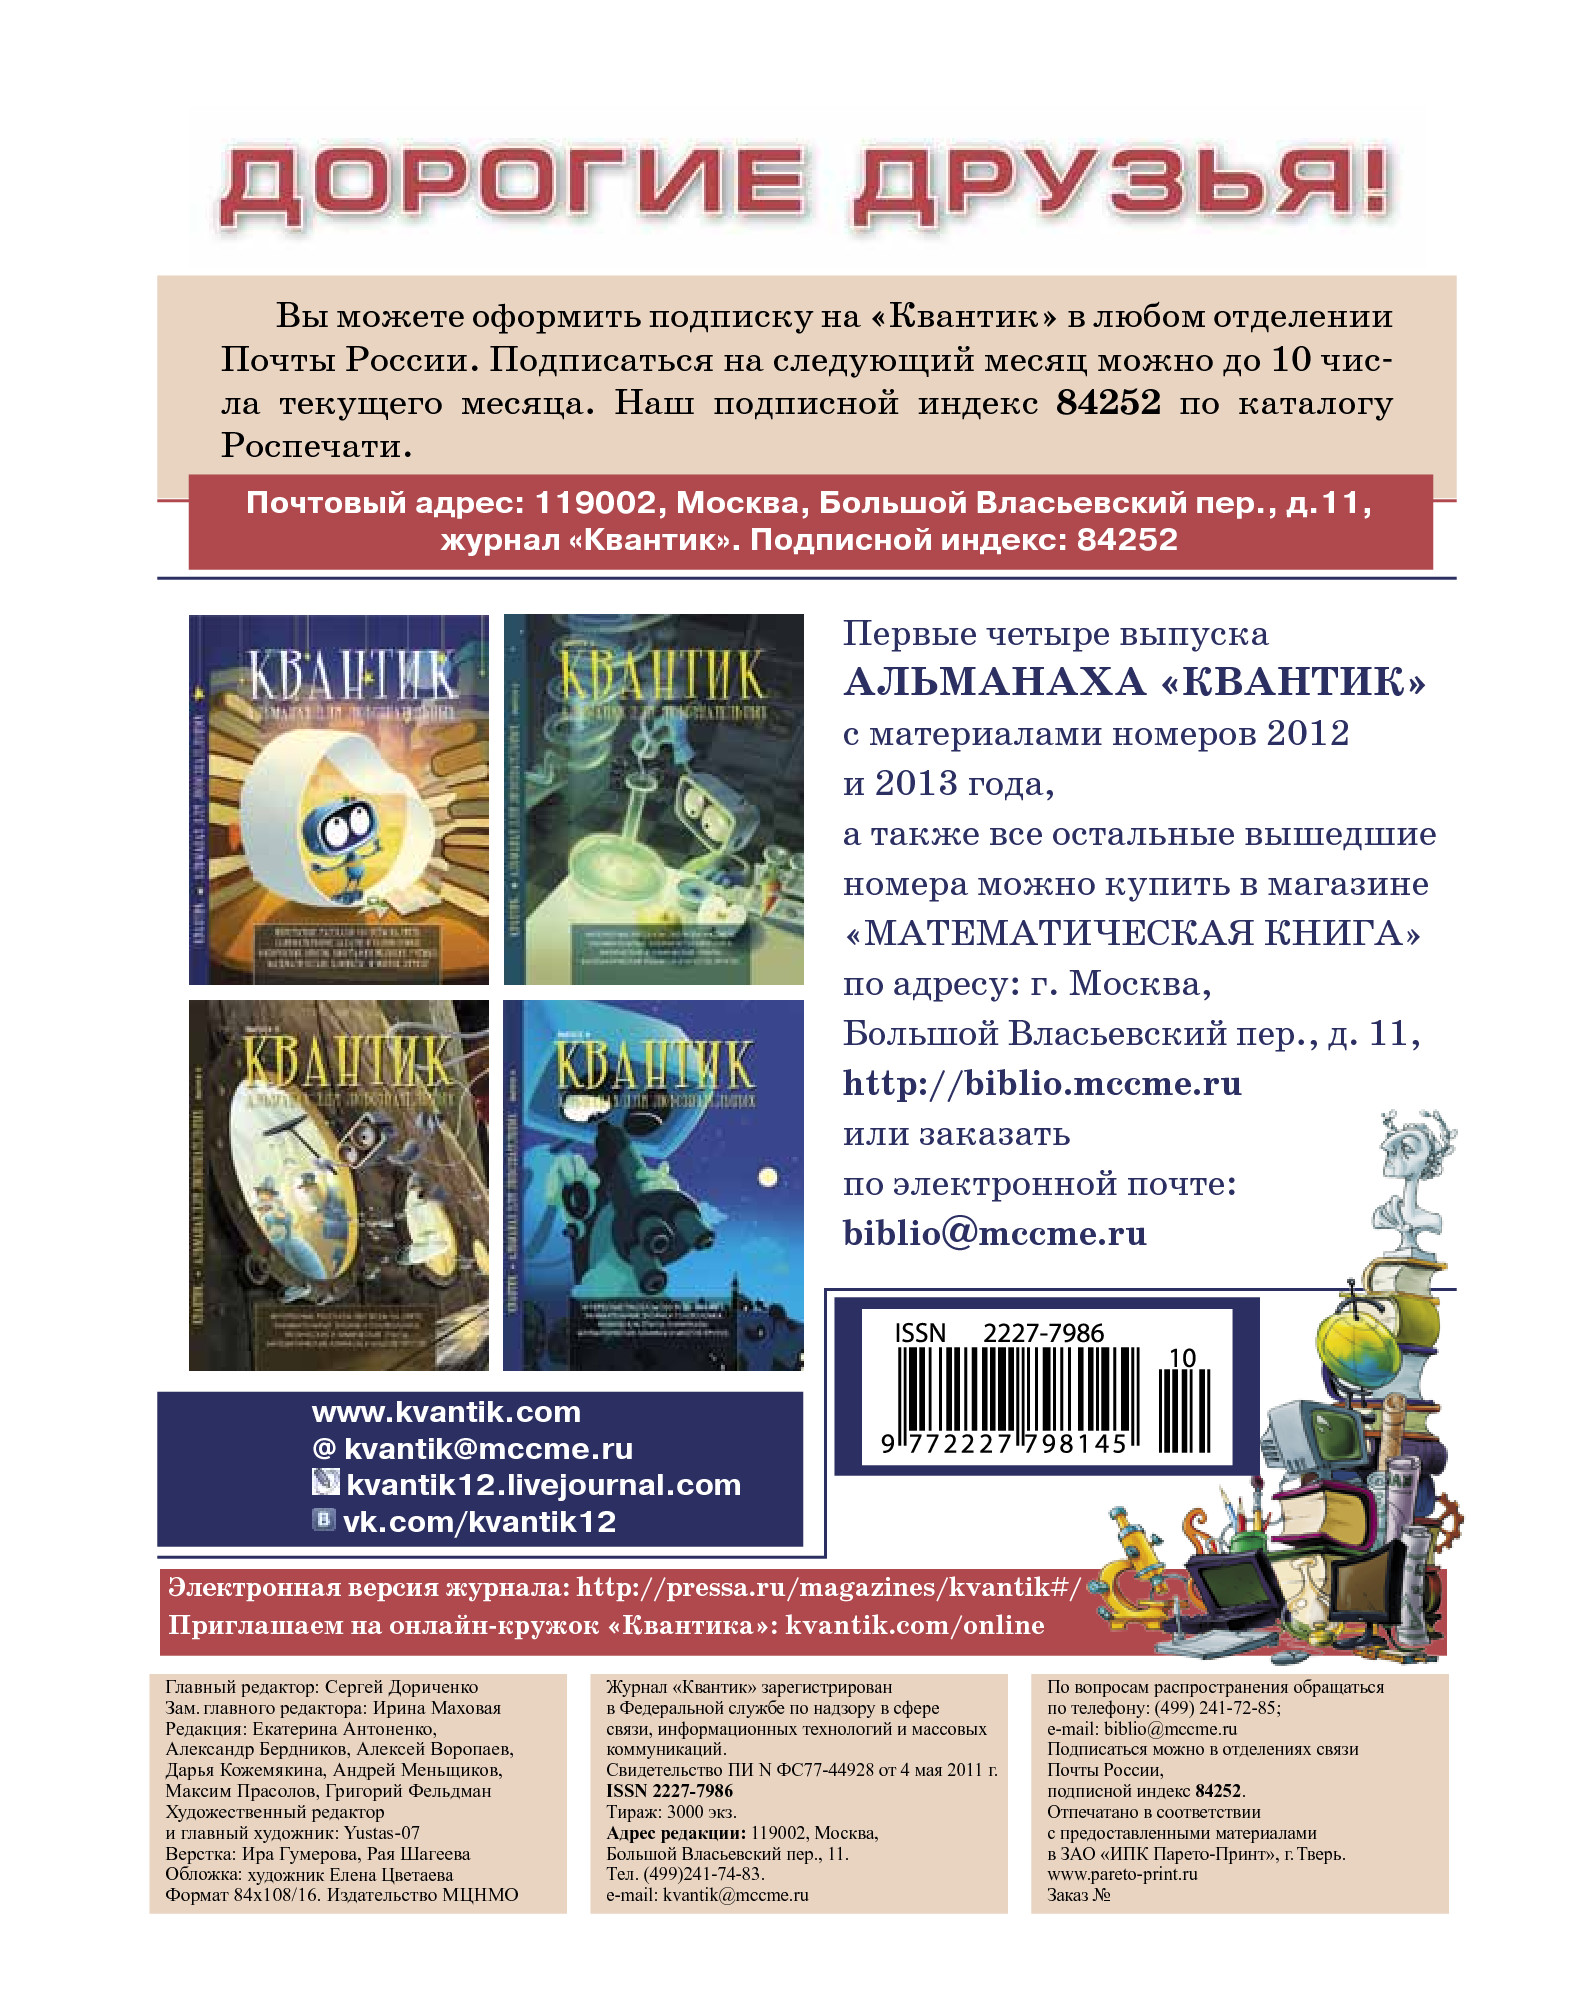 ДОРОГИЕ ДРУЗЬЯ!
Вы можете оформить подписку на «Квантик» в любом отделении
Почты России. Подписаться на следующий месяц можно до 10 чис-
ла текущего месяца. Наш подписной индекс 84252 по каталогу
Роспечати.
Почтовый адрес: 119002, Москва, Большой Власьевский пер., д.11,
журнал «Квантик». Подписной индекс: 84252
КВАНТИК
КВАНТИК
КВАНТИК
КВАНТИК
Первые четыре выпуска
АЛЬМАНАХА «КВАНТИК»
с материалами номеров 2012
и 2013 года,
а также все остальные вышедшие
номера можно купить в магазине
«МАТЕМАТИЧЕСКАЯ КНИГА»
по адресу: г. Москва,
Большой Власьевский пер., д. 11,
http://biblio.mccme.ru
или заказать
по электронной почте:
biblio@mccme.ru
ISSN 2227-7986
10
9 772227 798145
www.kvantik.com
@ kvantik@mccme.ru
kvantik12.livejournal.com
B vk.com/kvantik12
Электронная версия журнала: http://pressa.ru/magazines/kvantik#/
Приглашаем на онлайн-кружок «Квантика»: kvantik.com/online
Главный редактор: Сергей Дориченко
Зам. главного редактора: Ирина Маховая
Редакция: Екатерина Антоненко,
Александр Бердников, Алексей Воропаев,
Дарья Кожемякина, Андрей Меньщиков,
Максим Прасолов, Григорий Фельдман
Художественный редактор
и главный художник: Yustas-07
Верстка: Ира Гумерова, Рая Шагеева
Обложка: художник Елена Цветаева
Формат 84х108/16. Издательство МЦНМО
Журнал «Квантик» зарегистрирован
в Федеральной службе по надзору в сфере
связи, информационных технологий и массовых
коммуникаций.
Свидетельство ПИ N ФС77-44928 от 4 мая 2011 г.
ISSN 2227-7986
Тираж: 3000 экз.
Адрес редакции: 119002, Москва,
Большой Власьевский пер., 11.
Тел. (499)241-74-83.
e-mail: kvantik@mccme.ru
По вопросам распространения обращаться
по телефону: (499) 241-72-85;
e-mail: biblio@mccme.ru
Подписаться можно в отделениях связи
Почты России,
подписной индекс 84252.
Отпечатано в соответствии
с предоставленными материалами
в ЗАО «ИПК Парето-Принт», г. Тверь.
www.pareto-print.ru
Заказ №